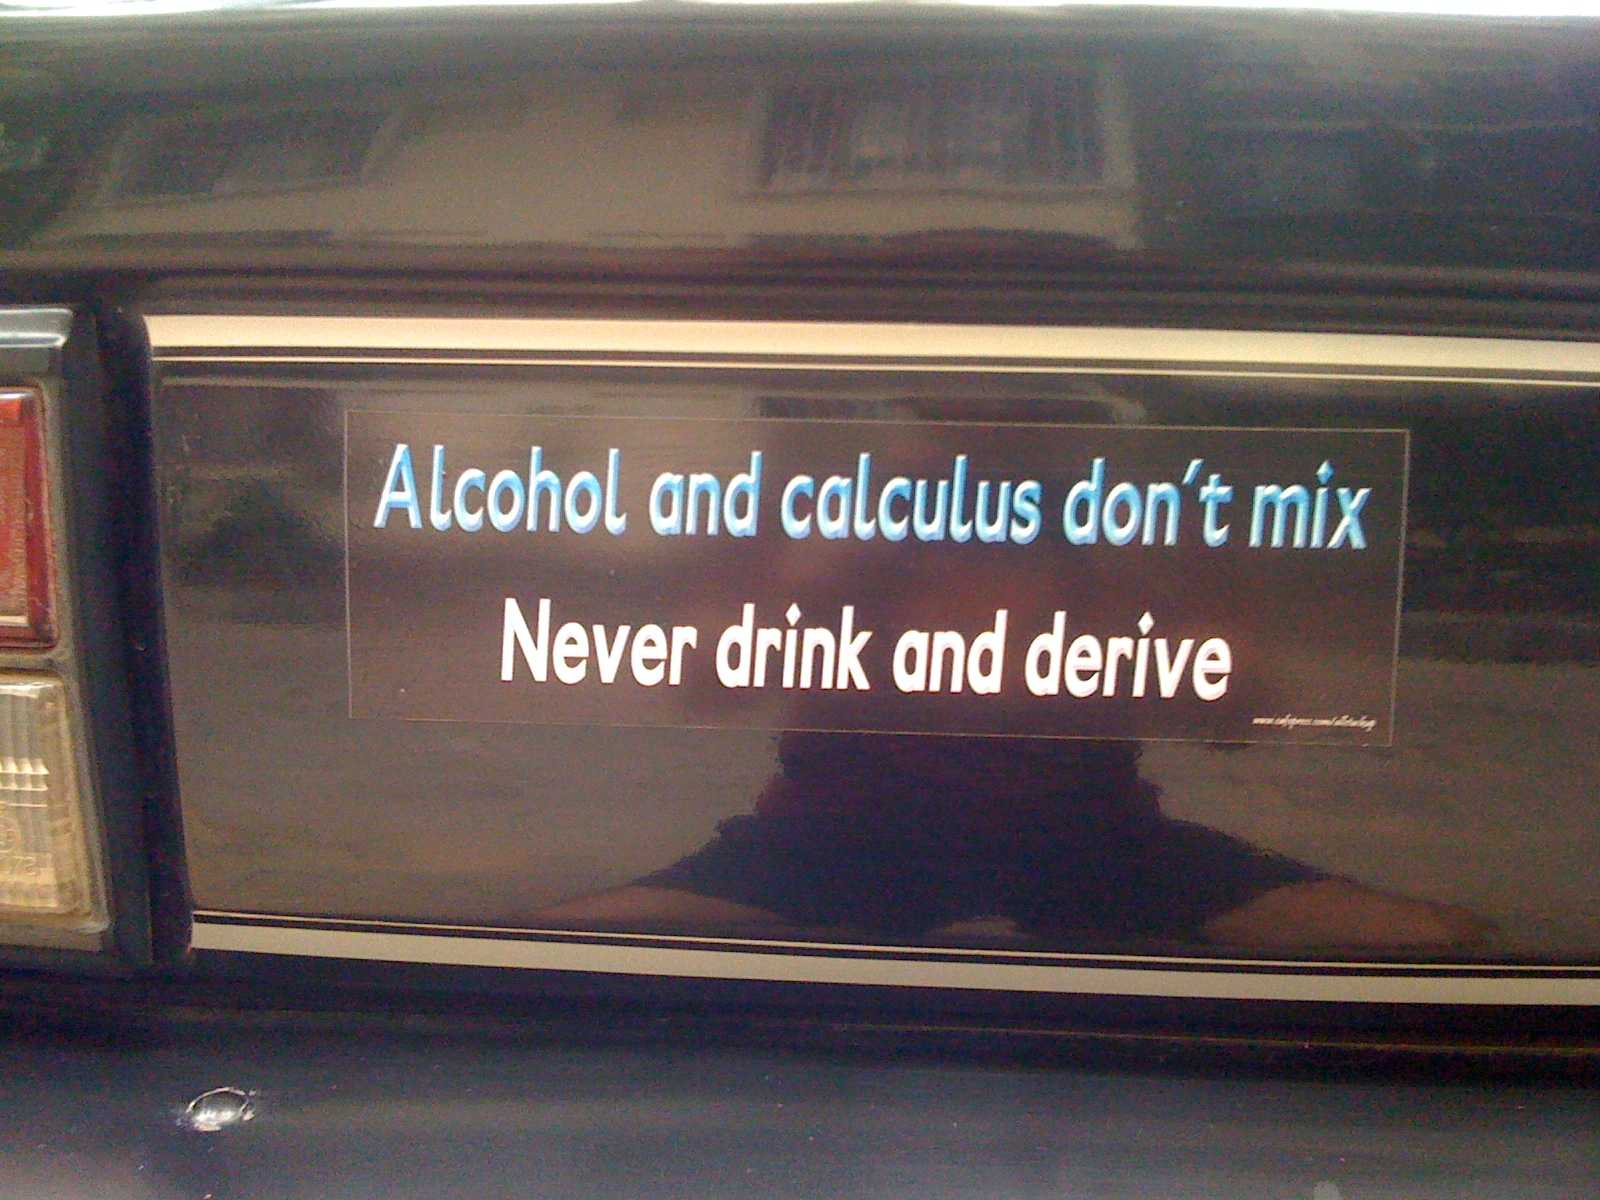 Alcohol and calculus don't mix
Never drink and derive